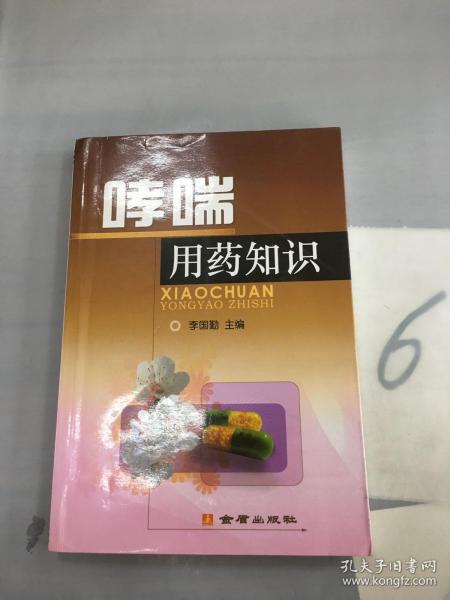 哮喘
用药知识
XIAOCHUAN
YONGYAO ZHISHI
李国勤 主编
金盾出版社
6
孔夫子旧书网
www.kongfz.com